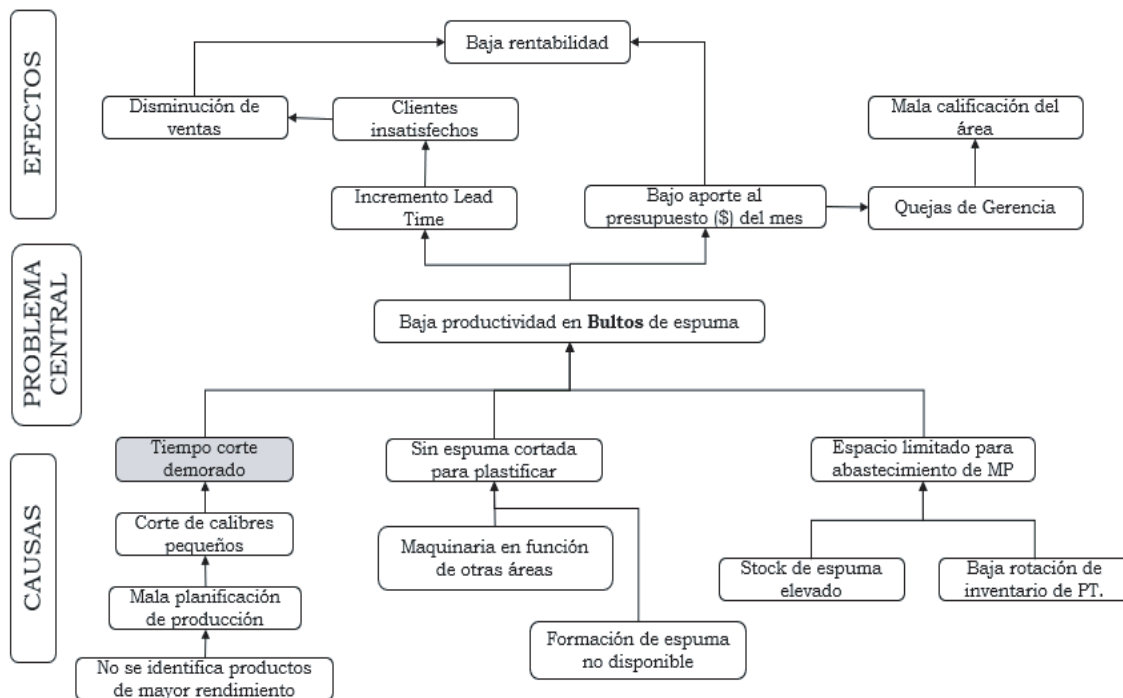 EFECTOS
Baja rentabilidad
Disminución de
ventas
Clientes
insatisfechos
Mala calificación del
área
Incremento Lead
Time
Bajo aporte al
presupuesto ($) del mes
Quejas de Gerencia
PROBLEMA
CENTRAL
Baja productividad en Bultos de espuma
CAUSAS
Tiempo corte
demorado
Sin espuma cortada
para plastificar
Espacio limitado para
abastecimiento de MP
Corte de calibres
pequeños
Maquinaria en función
de otras áreas
Stock de espuma
elevado
Baja rotación de
inventario de PT.
Mala planificación
de producción
Formación de espuma
no disponible
No se identifica productos
de mayor rendimiento